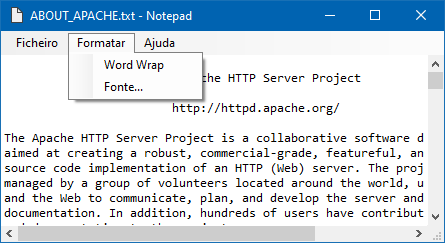 ABOUT_APACHE.txt - Notepad
Ficheiro Formatar Ajuda
Word Wrap
Fonte...
HTTP Server Project
http://httpd.apache.org/
The Apache HTTP Server Project is a collaborative software d
aimed at creating a robust, commercial-grade, featureful, an
source code implementation of an HTTP (Web) server. The proj
managed by a group of volunteers located around the world, u
and the Web to communicate, plan, and develop the server and
documentation. In addition, hundreds of users have contribut